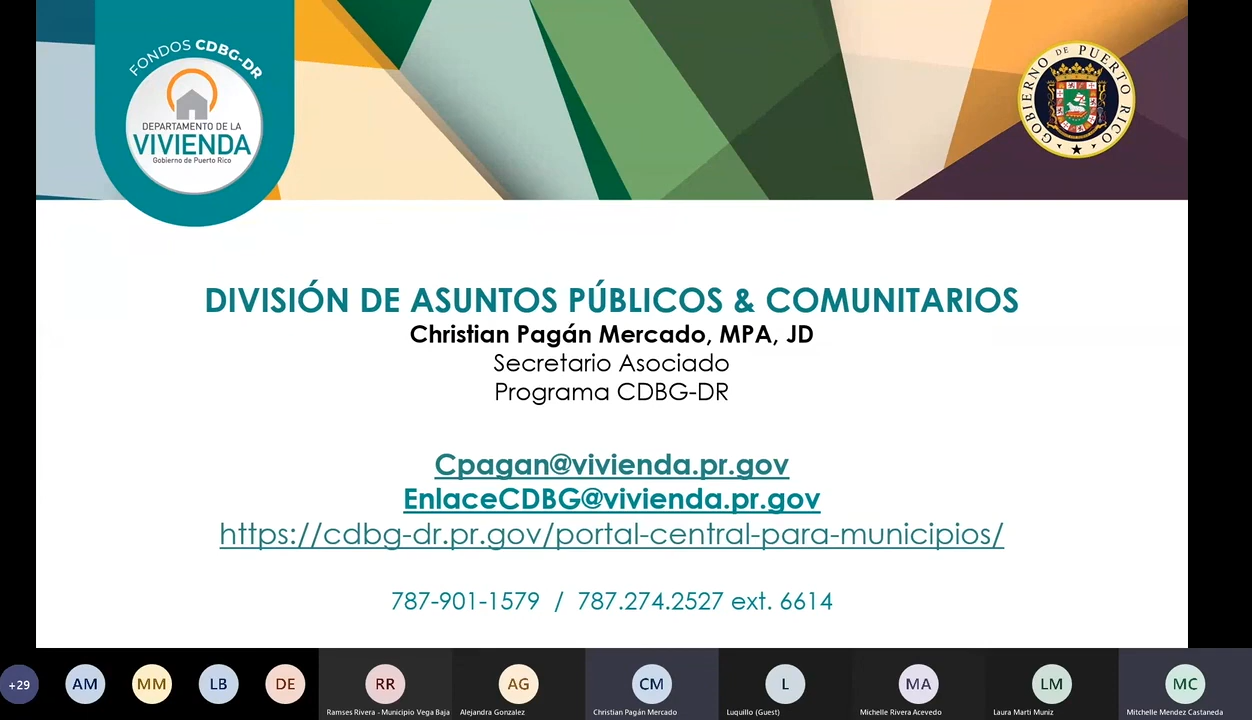 FONDOS CDBG-DR
DEPARTAMENTO DE LA
VIVIENDA
Gobierno de Puerto Rico
GOBIERNO DE PUERTO RICO
DIVISIÓN DE ASUNTOS PÚBLICOS & COMUNITARIOS
Christian Pagán Mercado, MPA, JD
Secretario Asociado
Programa CDBG-DR
Cpagan@vivienda.pr.gov
EnlaceCDBG@vivienda.pr.gov
https://cdbg-dr.pr.gov/portal-central-para-municipios/
787-901-1579 / 787.274.2527 ext. 6614
+29 AM MM LB DE RR AG CM L MA LM MC
Ramses Rivera - Municipio Vega Baja Alejandra Gonzalez Christian Pagán Mercado Luquillo (Guest) Michelle Rivera Acevedo Laura Marti Muniz Mitchelle Mendez Castaneda